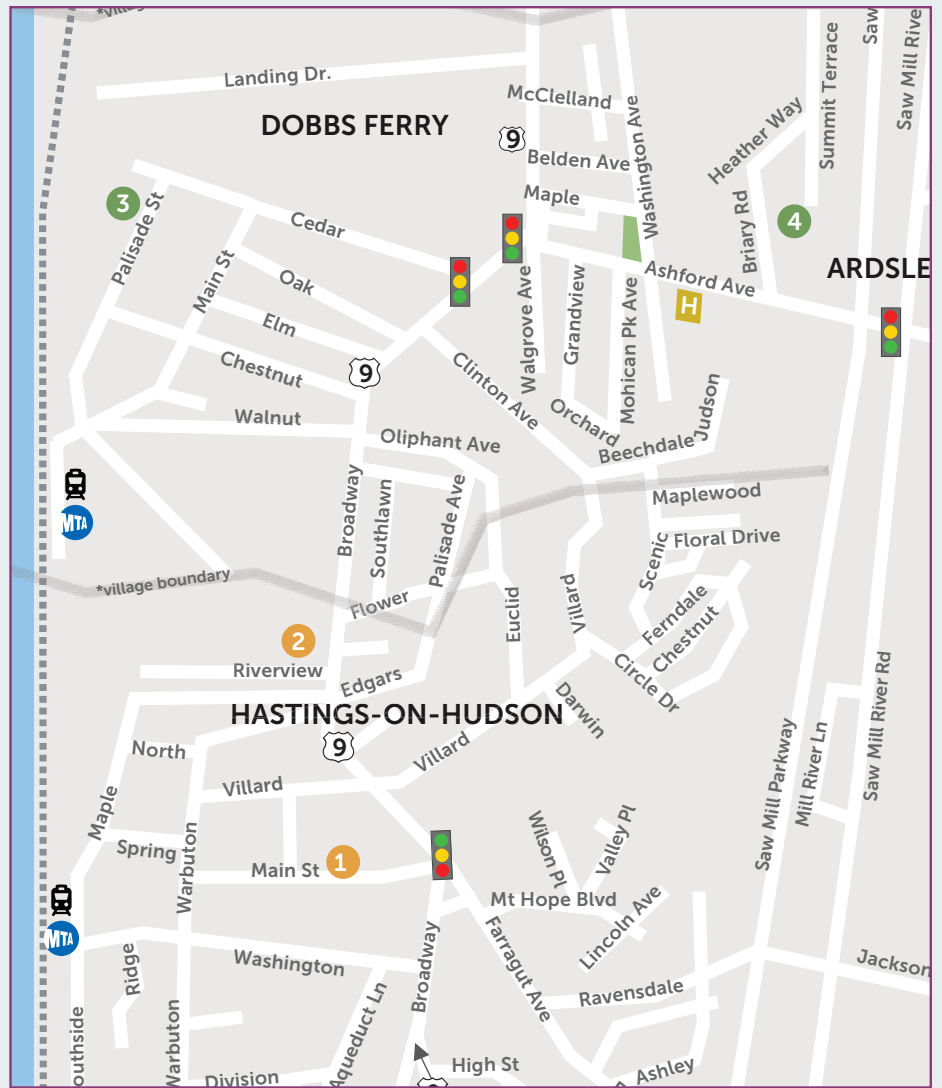 *villag
Landing Dr.
McClelland
DOBBS FERRY
9
Belden Ave
Maple
Washington Ave
Heather Way
Summit Terrace
Saw
Saw Mill Rive
3
Palisade St
Cedar
Main St
Oak
Elm
Chestnut
9
Walnut
Walgrove Ave
Grandview
Mohican Pk Ave
Ashford Ave
Briary Rd
4
ARDSLE
H
Clinton Ave
Orchard
Beechdale
Judson
Oliphant Ave
Broadway
Southlawn
Palisade Ave
Maplewood
Floral Drive
Scenic
MTA
*village boundary
Flower
Euclid
Villard
Ferndale
Chestnut
Circle Dr
2
Riverview
Edgars
Darwin
HASTINGS-ON-HUDSON
9
North
Villard
Villard
Maple
Spring
Warbuton
Main St
1
Wilson Pl
Valley Pl
Mt Hope Blvd
Lincoln Ave
Saw Mill Parkway
Mill River Ln
Saw Mill River Rd
MTA
Ridge
Washington
Broadway
Farragut Ave
Ravensdale
Jackson
outhside
Warbuton
Aqueduct Ln
Division
High St
Ashley